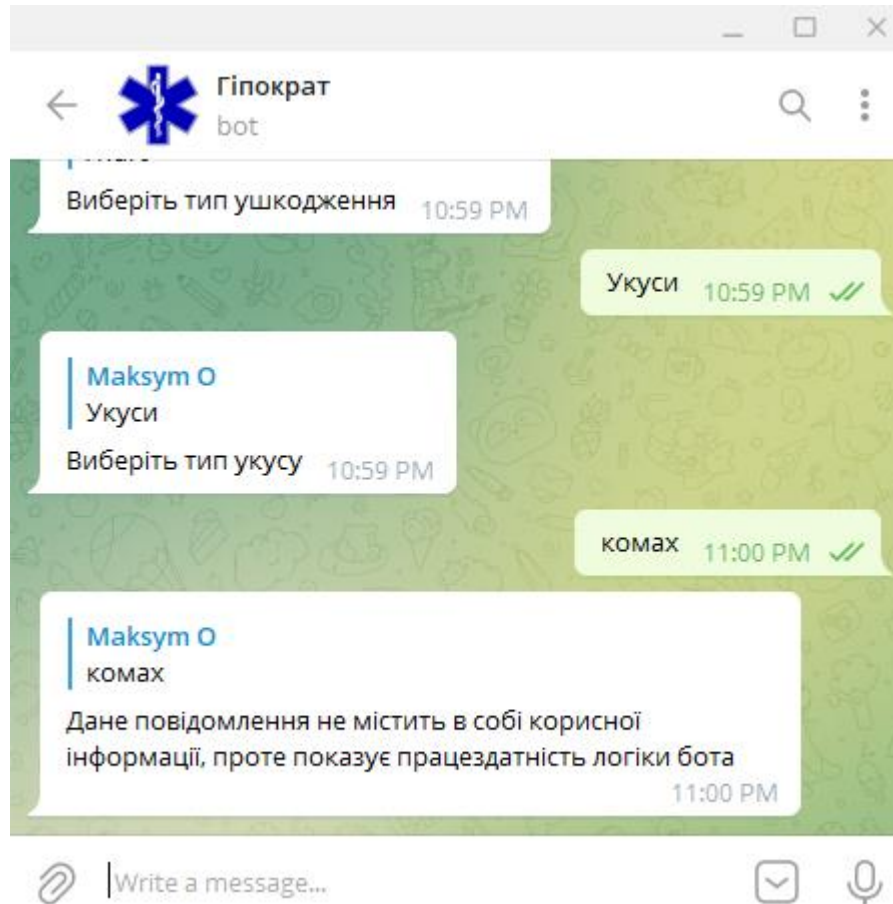 Гіпократ
bot
Виберіть тип ушкодження 10:59 PM
Укуси 10:59 PM
Maksym O
Укуси
Виберіть тип укусу 10:59 PM
комах 11:00 PM
Maksym O
комах
Дане повідомлення не містить в собі корисної
інформації, проте показує працездатність логіки бота
11:00 PM
Write a message...